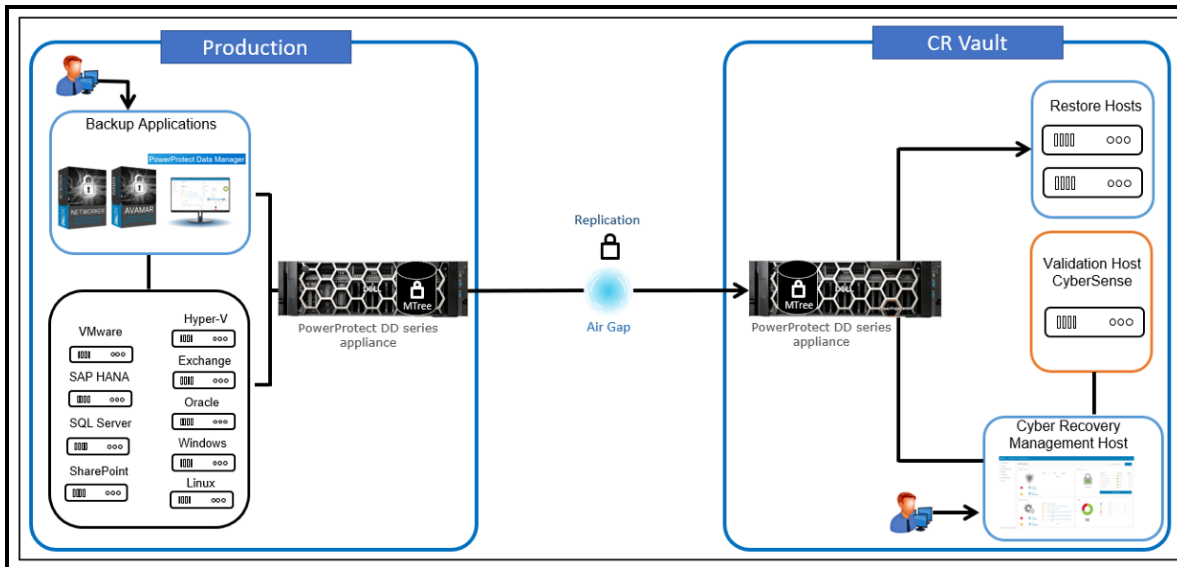 Production
Backup Applications
PowerProtect Data Manager
NETWORKER
AVAMAR
VMware
SAP HANA
SQL Server
SharePoint
Hyper-V
Exchange
Oracle
Windows
Linux
DELL
MTree
PowerProtect DD series
appliance
Replication
Air Gap
CR Vault
DELL
MTree
PowerProtect DD series
appliance
Restore Hosts
Validation Host
CyberSense
Cyber Recovery
Management Host